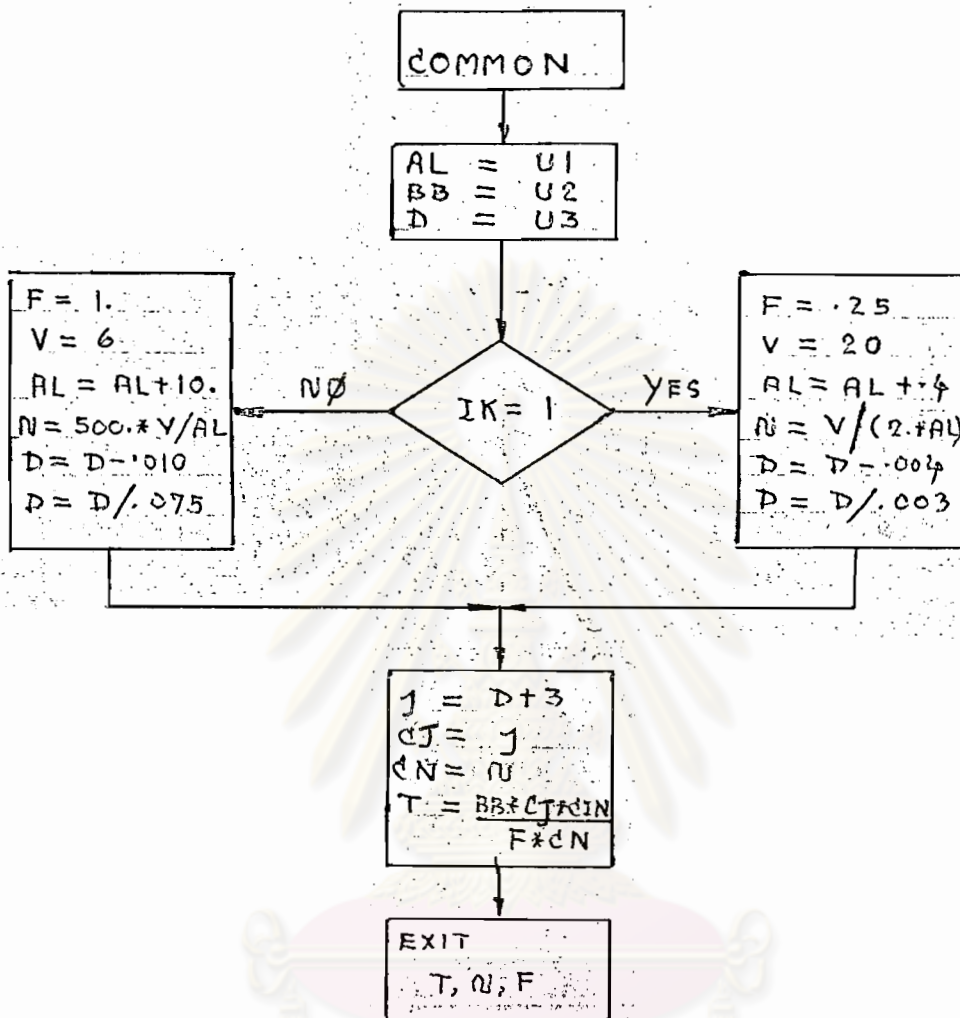 COMMON
AL = U1
BB = U2
D = U3
IK = 1
NØ
YES
F = 1.
V = 6
AL = AL+10.
N = 500.* V/AL
D = D-.010
D = D/.075
F = .25
V = 20
AL = AL + .4
N = V/(2.*AL)
D = D-.004
D = D/.003
J = D+3
CJ = J
CN = N
T = BB*CJ*CIN
F*CN
EXIT
T, N, F